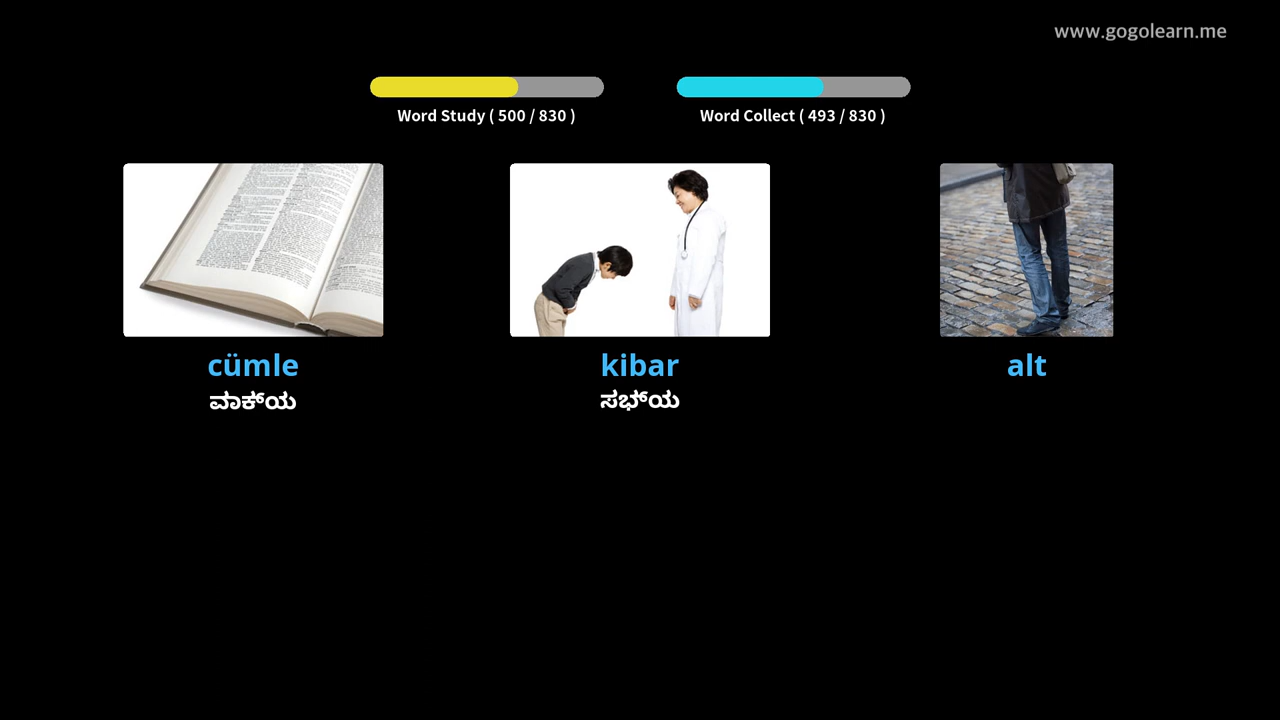 www.gogolearn.me
Word Study ( 500 / 830 )
Word Collect ( 493 / 830 )
cümle
ವಾಕ್ಯ
kibar
ಸಭ್ಯ
alt